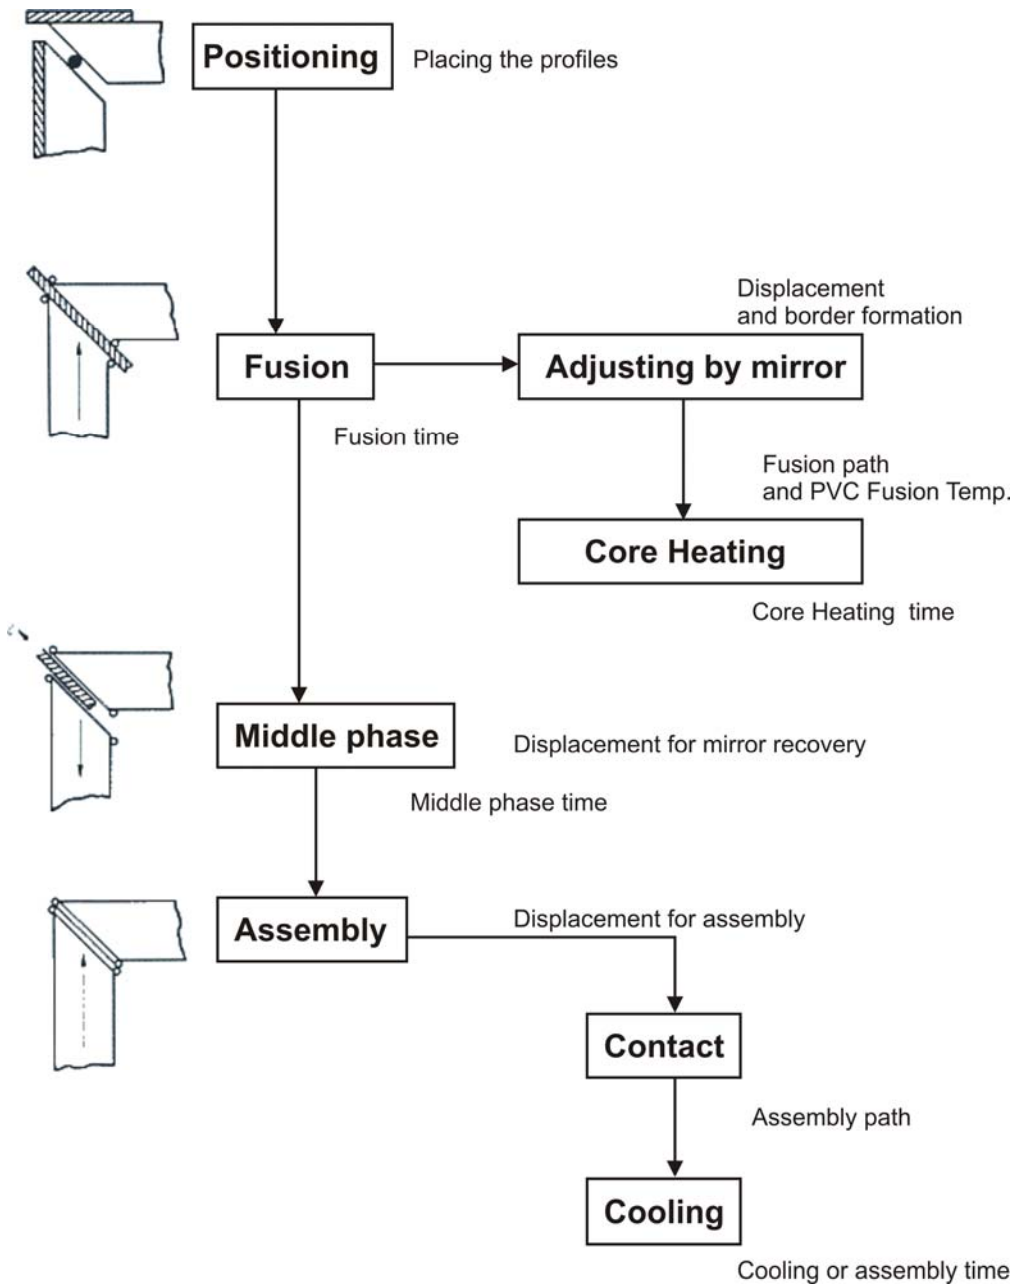 Positioning
Placing the profiles
Displacement
and border formation
Fusion
Adjusting by mirror
Fusion time
Fusion path
and PVC Fusion Temp.
Core Heating
Core Heating time
Middle phase
Displacement for mirror recovery
Middle phase time
Assembly
Displacement for assembly
Contact
Assembly path
Cooling
Cooling or assembly time